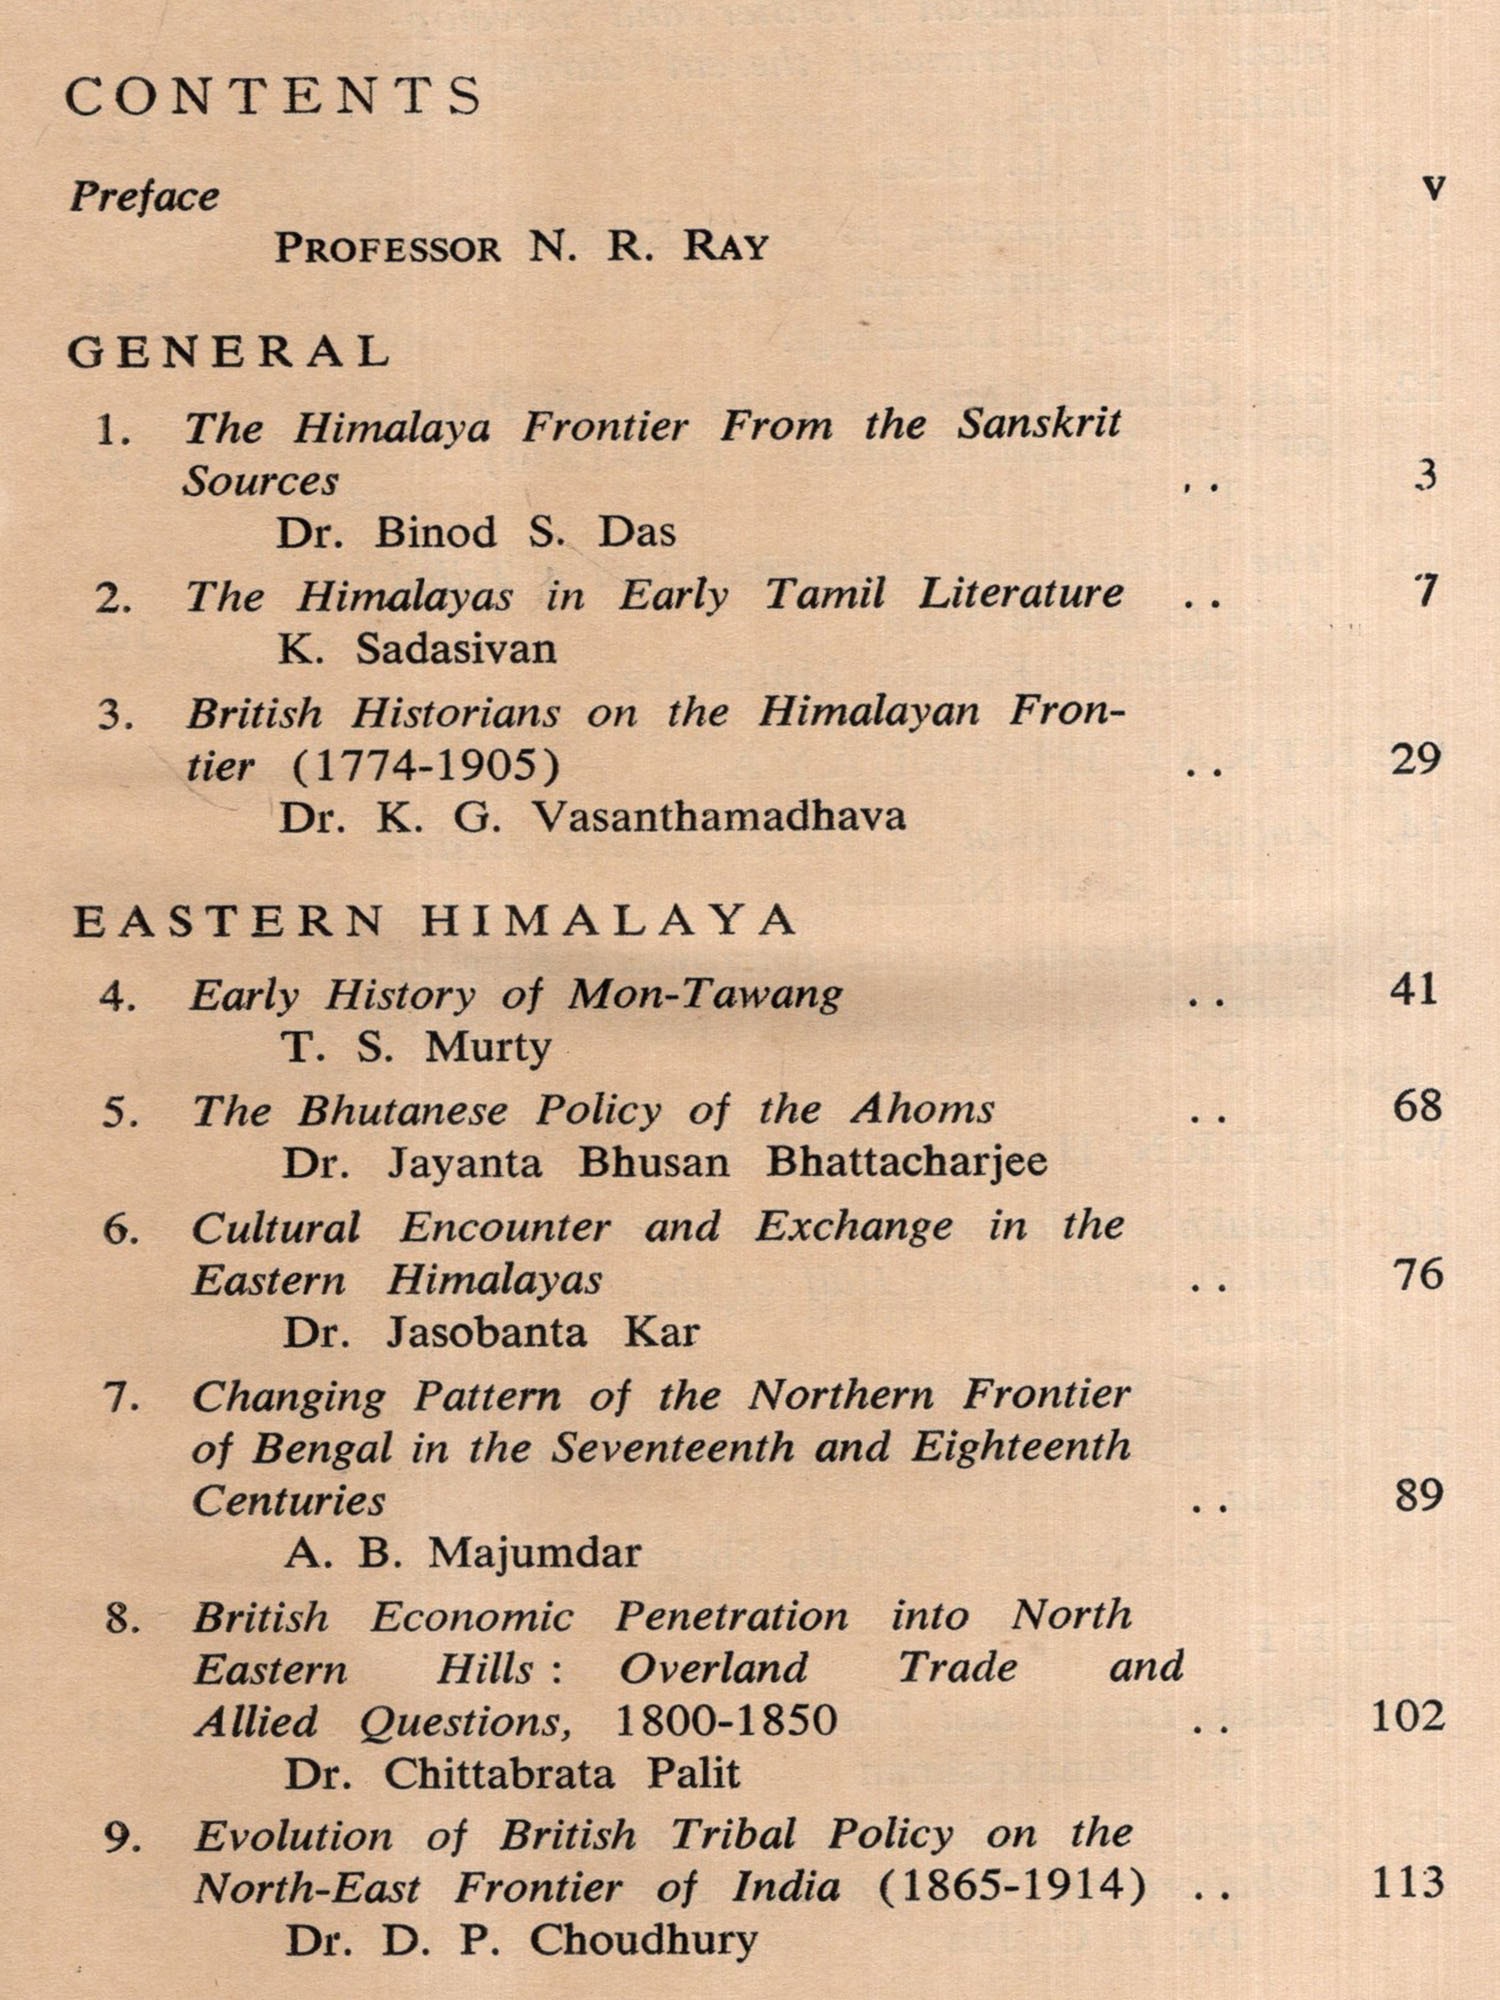 CONTENTS
Preface v
PROFESSOR N. R. RAY
GENERAL
1. The Himalaya Frontier From the Sanskrit
Sources .. 3
Dr. Binod S. Das
2. The Himalayas in Early Tamil Literature .. 7
K. Sadasivan
3. British Historians on the Himalayan Fron-
tier (1774-1905) .. 29
Dr. K. G. Vasanthamadhava
EASTERN HIMALAYA
4. Early History of Mon-Tawang .. 41
T. S. Murty
5. The Bhutanese Policy of the Ahoms .. 68
Dr. Jayanta Bhusan Bhattacharjee
6. Cultural Encounter and Exchange in the
Eastern Himalayas .. 76
Dr. Jasobanta Kar
7. Changing Pattern of the Northern Frontier
of Bengal in the Seventeenth and Eighteenth
Centuries .. 89
A. B. Majumdar
8. British Economic Penetration into North
Eastern Hills : Overland Trade and
Allied Questions, 1800-1850 .. 102
Dr. Chittabrata Palit
9. Evolution of British Tribal Policy on the
North-East Frontier of India (1865-1914) .. 113
Dr. D. P. Choudhury